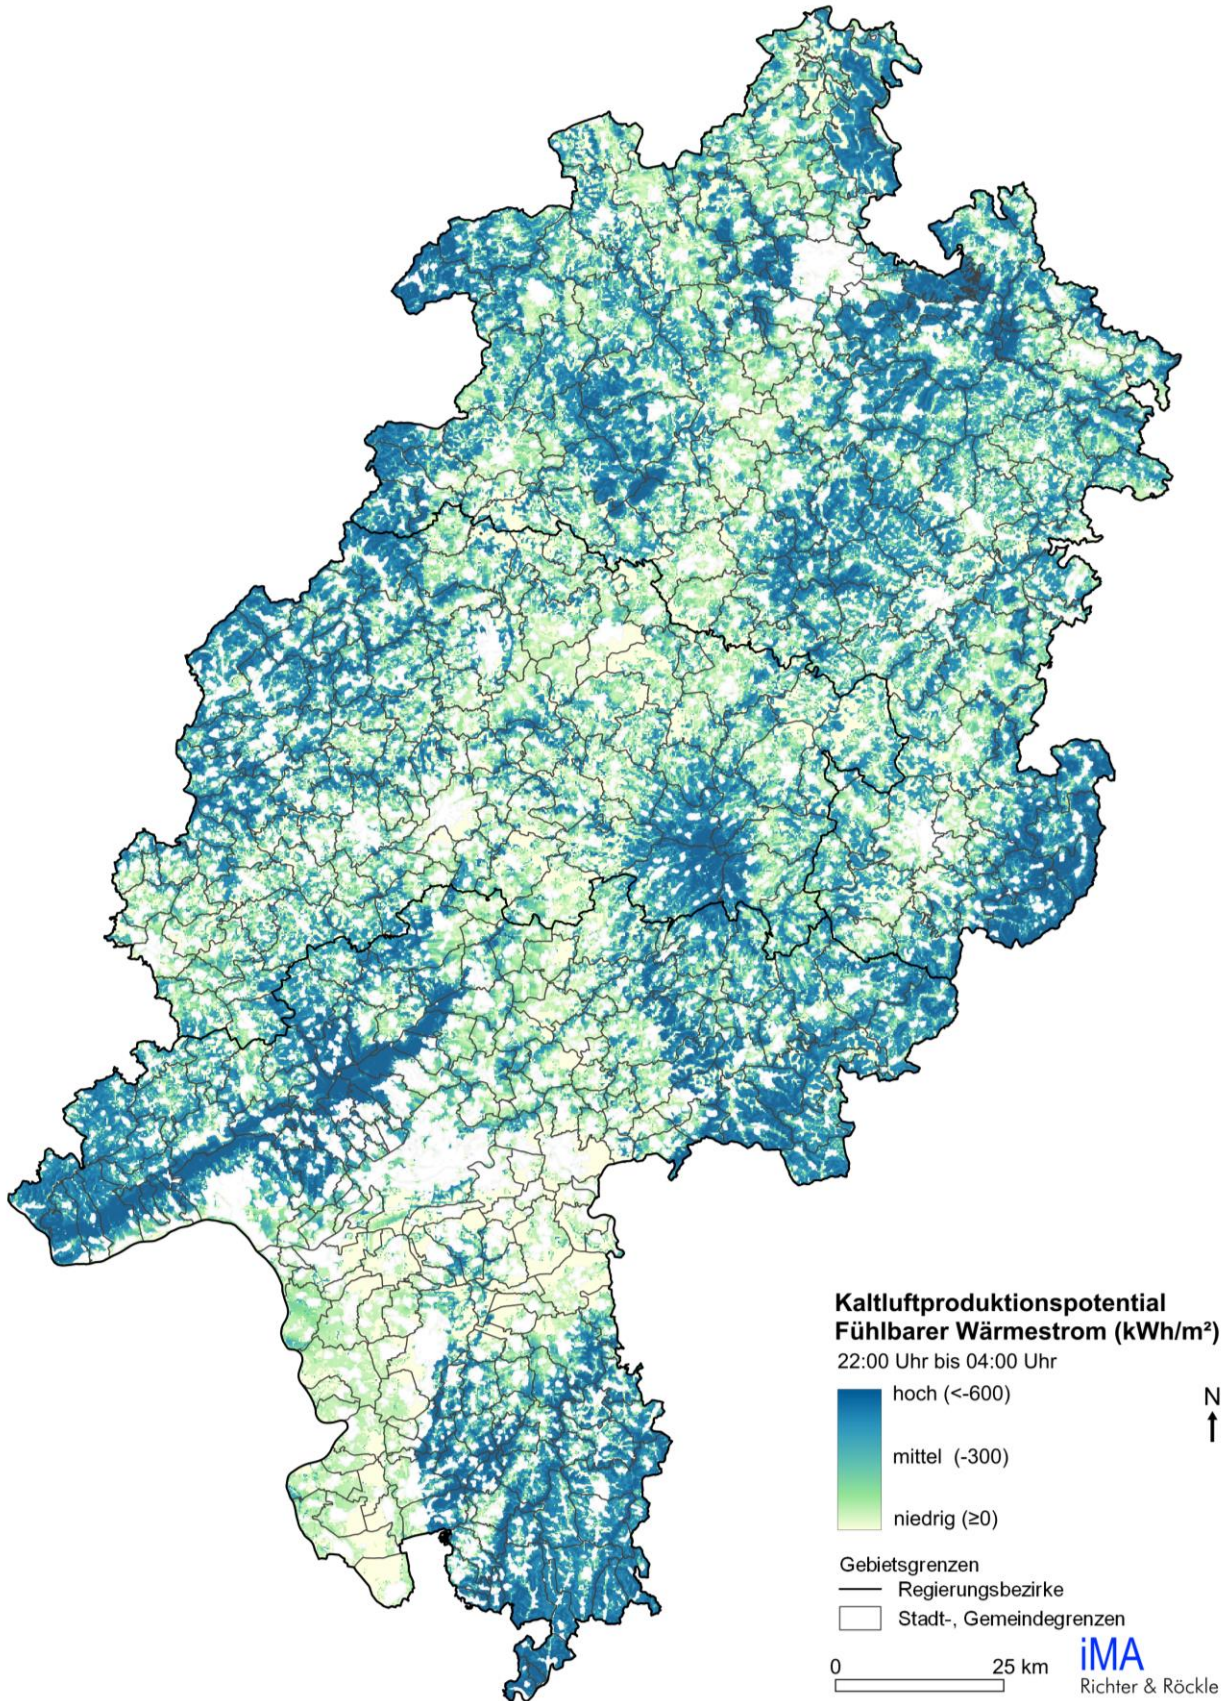 Kaltluftproduktionspotential
Fühlbarer Wärmestrom (kWh/m²)
22:00 Uhr bis 04:00 Uhr
hoch (<-600)
mittel (-300)
niedrig (≥0)
N
Gebietsgrenzen
Regierungsbezirke
Stadt-, Gemeindegrenzen
0 25 km
iMA
Richter & Röckle